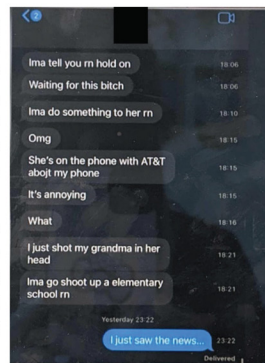 2
Ima tell you rn hold on
18:06
Waiting for this bitch
18:06
Ima do something to her rn
18:10
Omg
18:15
She's on the phone with AT&T
abojt my phone
18:15
It's annoying
18:15
What
18:16
I just shot my grandma in her
head
18:21
Ima go shoot up a elementary
school rn
18:21
Yesterday 23:22
I just saw the news...
23:22
Delivered